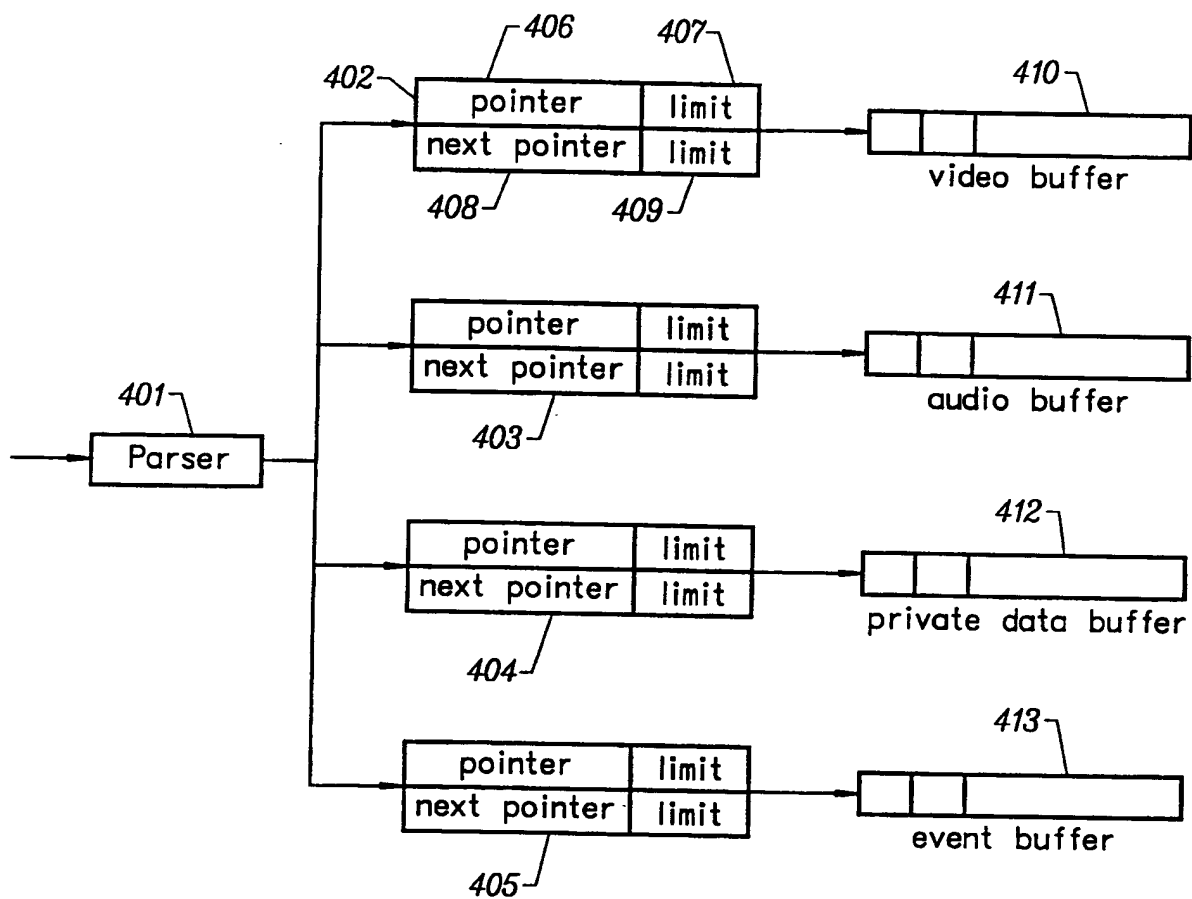 406
407
402
410
pointer limit
next pointer limit
video buffer
408
409
411
pointer limit
next pointer limit
audio buffer
401
403
Parser
412
pointer limit
next pointer limit
private data buffer
404
413
pointer limit
next pointer limit
event buffer
405